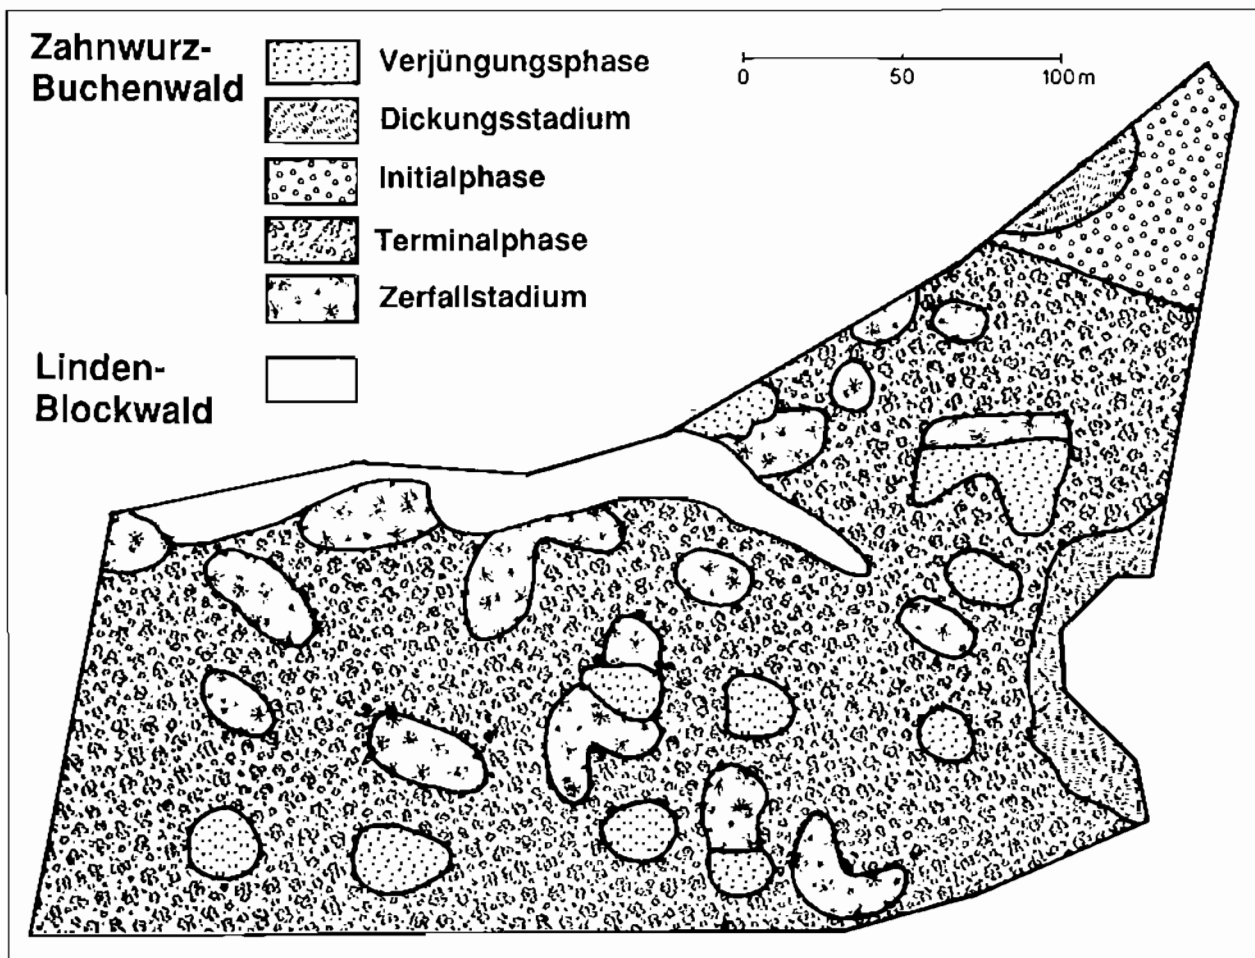 Zahnwurz-
Buchenwald
Verjüngungsphase
Dickungsstadium
Initialphase
Terminalphase
Zerfallstadium
Linden-
Blockwald
0 50 100 m